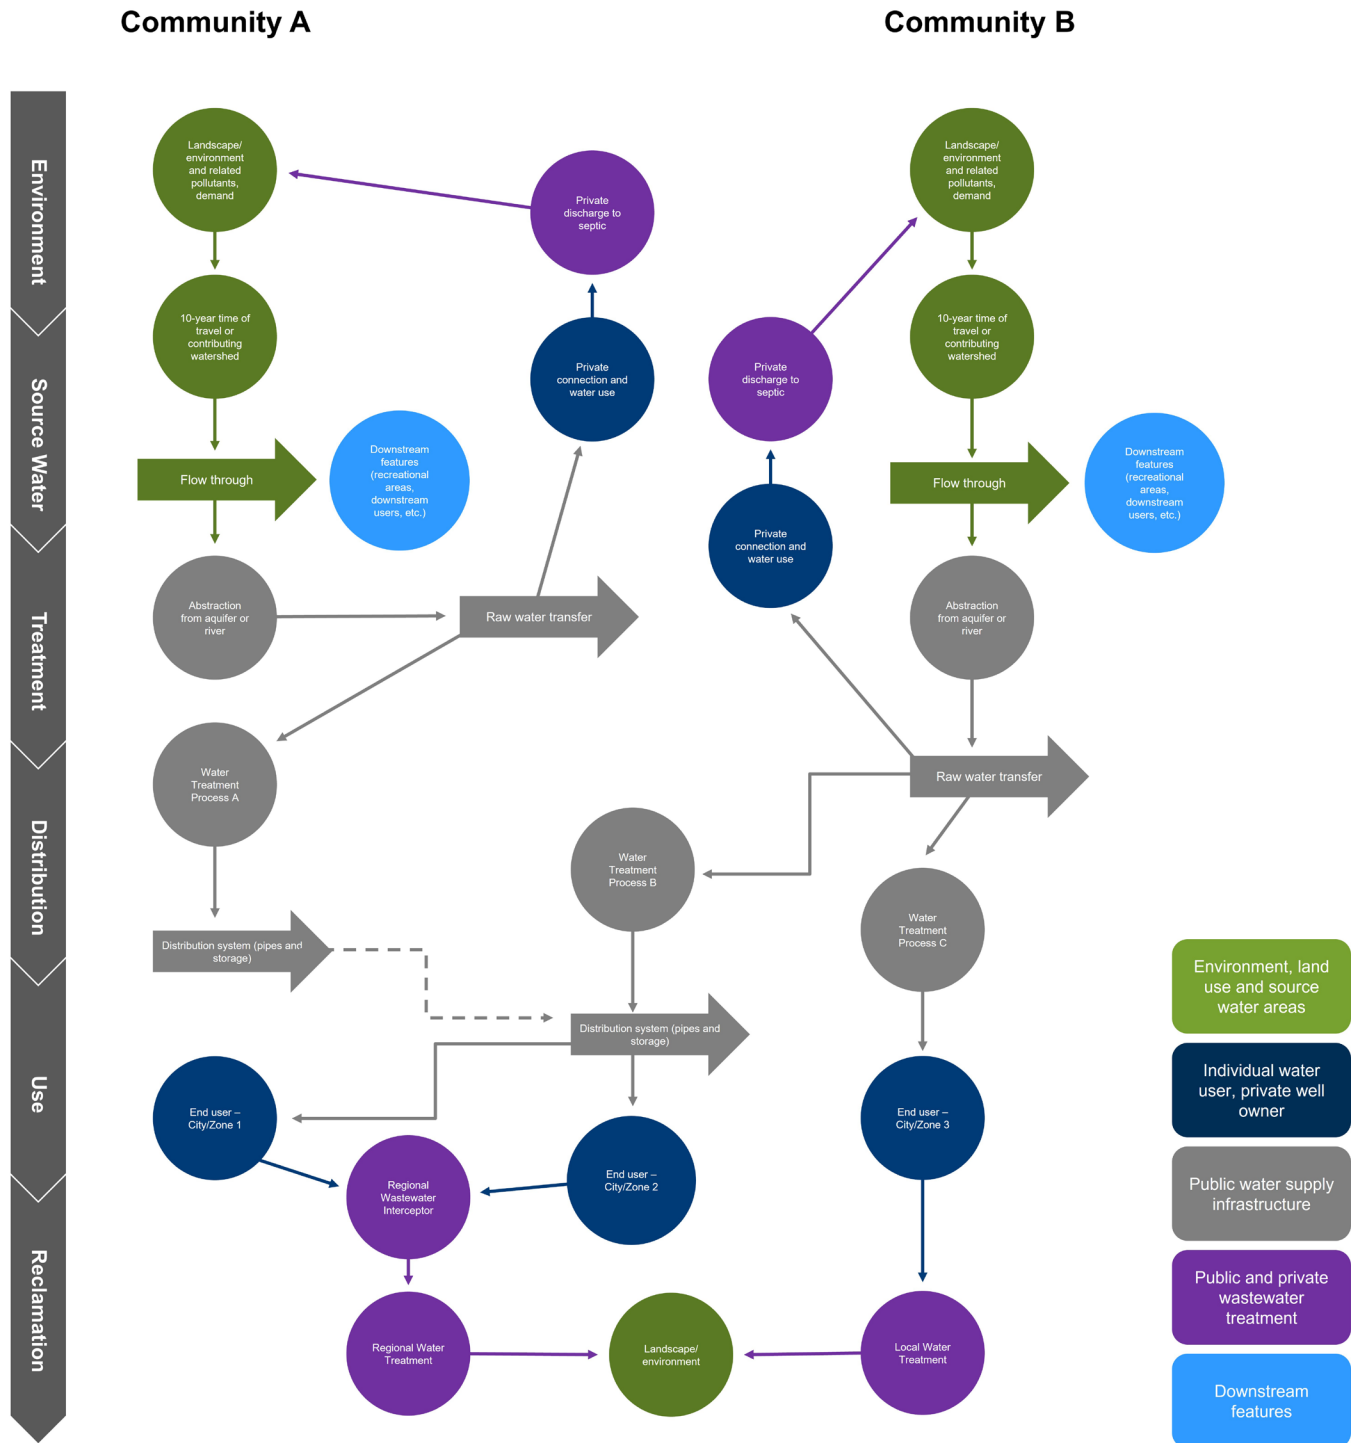 Community A
Community B
Environment
Source Water
Treatment
Distribution
Use
Reclamation
Landscape/
environment
and related
pollutants,
demand
Private
discharge to
septic
10-year time of
travel or
contributing
watershed
Private
connection and
water use
Flow through
Downstream
features
(recreational
areas,
downstream
users, etc.)
Abstraction
from aquifer or
river
Raw water transfer
Water
Treatment
Process A
Distribution system (pipes and
storage)
Landscape/
environment
and related
pollutants,
demand
Private
discharge to
septic
10-year time of
travel or
contributing
watershed
Private
connection and
water use
Flow through
Downstream
features
(recreational
areas,
downstream
users, etc.)
Abstraction
from aquifer or
river
Raw water transfer
Water
Treatment
Process B
Water
Treatment
Process C
Distribution system (pipes and
storage)
End user –
City/Zone 1
End user –
City/Zone 2
End user –
City/Zone 3
Regional
Wastewater
Interceptor
Regional Water
Treatment
Landscape/
environment
Local Water
Treatment
Environment, land
use and source
water areas
Individual water
user, private well
owner
Public water supply
infrastructure
Public and private
wastewater
treatment
Downstream
features